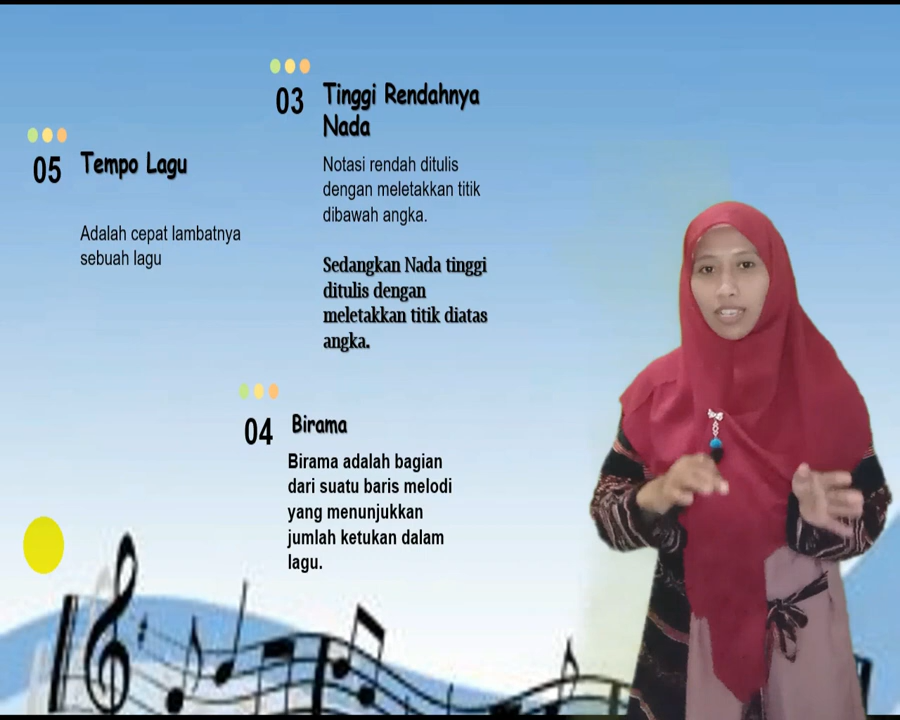 03
Tinggi Rendahnya
Nada
Notasi rendah ditulis
dengan meletakkan titik
dibawah angka.
Sedangkan Nada tinggi
ditulis dengan
meletakkan titik diatas
angka.
04
Birama
Birama adalah bagian
dari suatu baris melodi
yang menunjukkan
jumlah ketukan dalam
lagu.
05
Tempo Lagu
Adalah cepat lambatnya
sebuah lagu